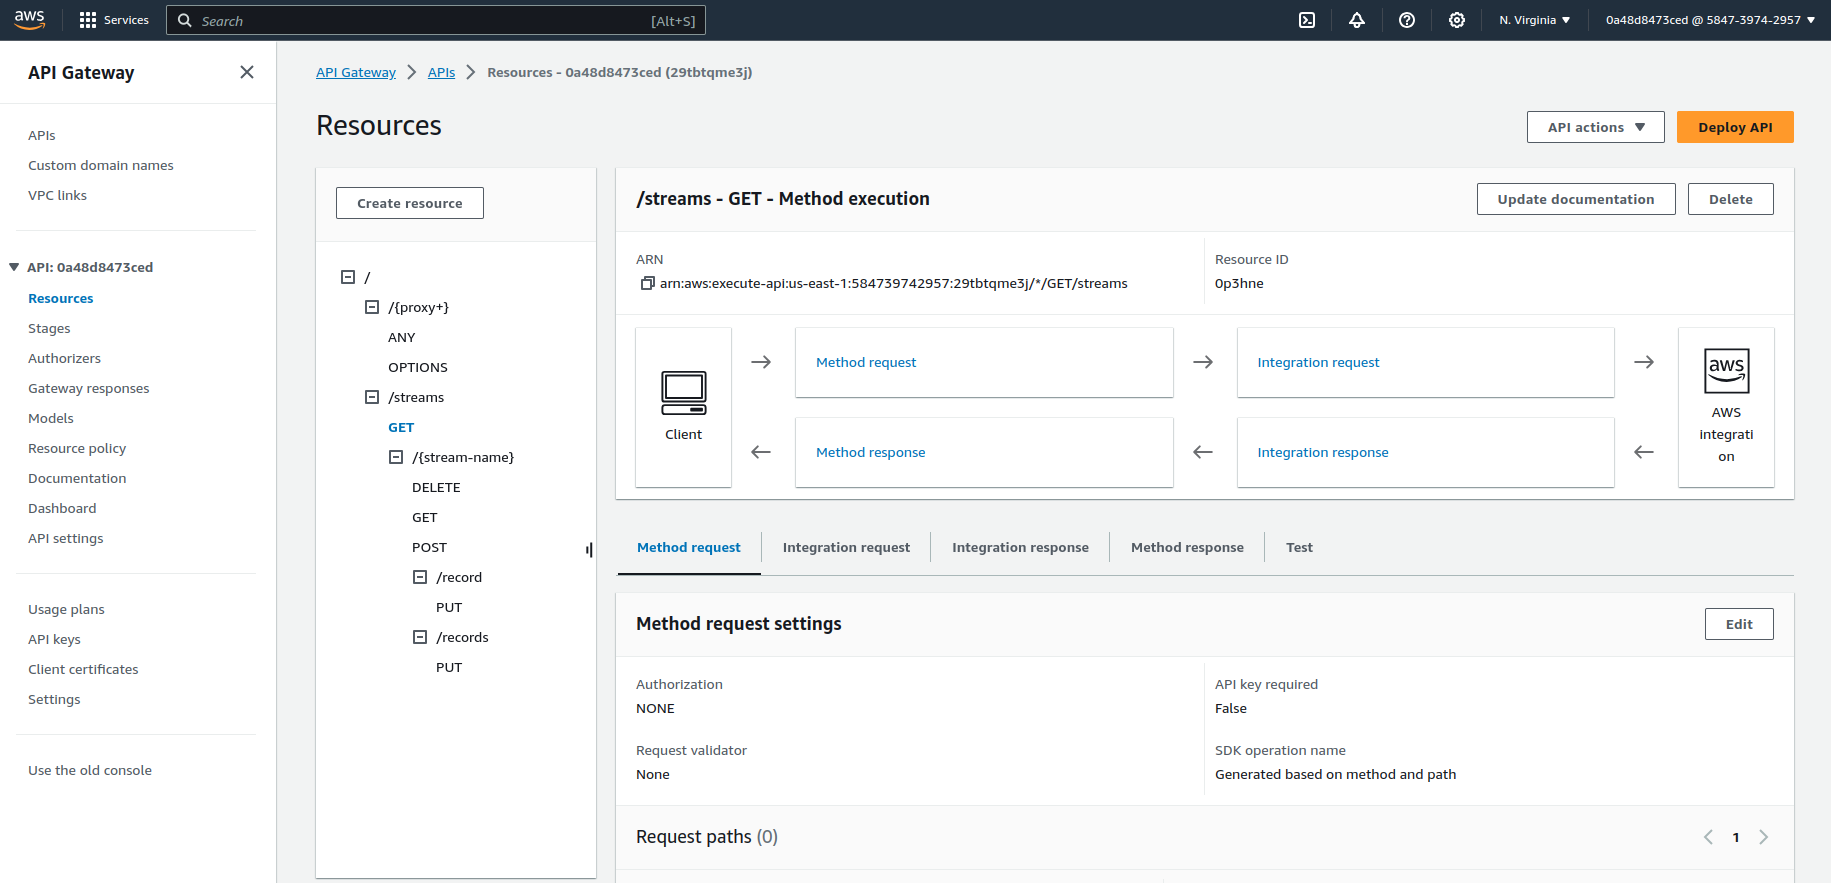 aws
Services
Search
[Alt+S]
N. Virginia
0a48d8473ced @ 5847-3974-2957
API Gateway
APIs
Custom domain names
VPC links
API: 0a48d8473ced
Resources
Stages
Authorizers
Gateway responses
Models
Resource policy
Documentation
Dashboard
API settings
Usage plans
API keys
Client certificates
Settings
Use the old console
API Gateway
APIs
Resources - 0a48d8473ced (29tbtqme3j)
Resources
API actions
Deploy API
Create resource
/
/{proxy+}
ANY
OPTIONS
/streams
GET
/{stream-name}
DELETE
GET
POST
/record
PUT
/records
PUT
/streams - GET - Method execution
Update documentation
Delete
ARN
arn:aws:execute-api:us-east-1:584739742957:29tbtqme3j/*/GET/streams
Resource ID
0p3hne
Client
Method request
Integration request
Method response
Integration response
aws
AWS
integrati
on
Method request
Integration request
Integration response
Method response
Test
Method request settings
Edit
Authorization
NONE
API key required
False
Request validator
None
SDK operation name
Generated based on method and path
Request paths (0)
1